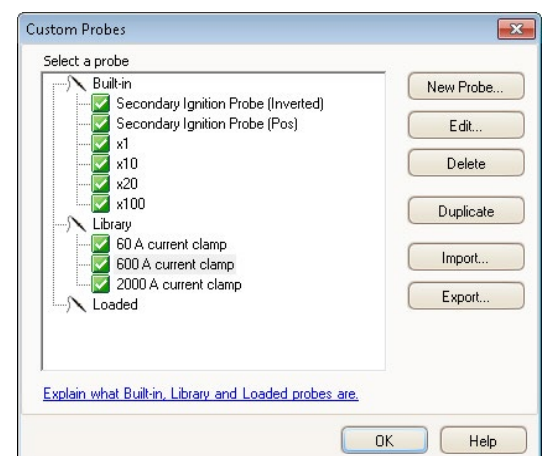 Custom Probes
Select a probe
Built-in
Secondary Ignition Probe (Inverted)
Secondary Ignition Probe (Pos)
x1
x10
x20
x100
Library
60 A current clamp
600 A current clamp
2000 A current clamp
Loaded
New Probe...
Edit...
Delete
Duplicate
Import...
Export...
Explain what Built-in, Library and Loaded probes are.
OK
Help